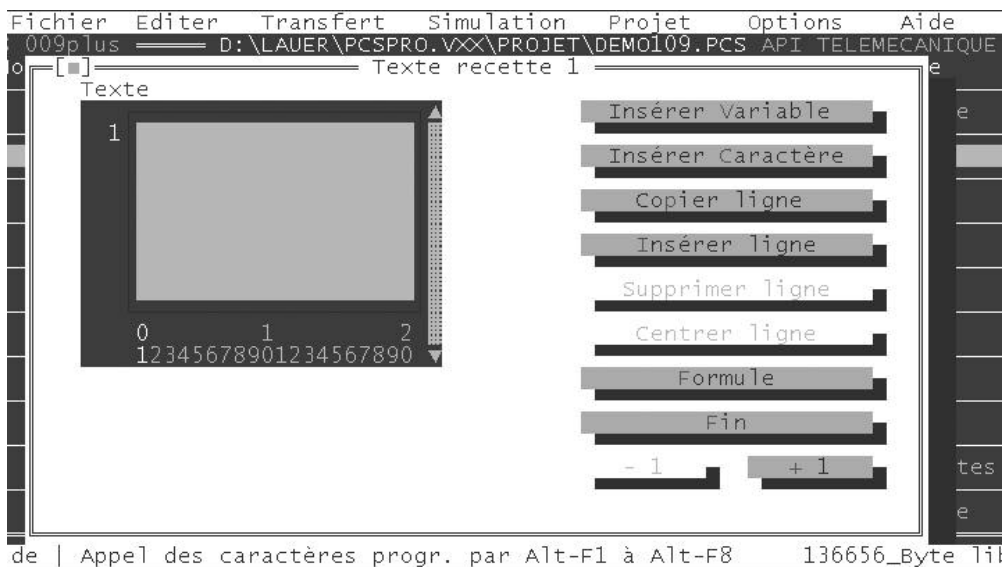 Fichier Editer Transfert Simulation Projet Options Aide
009plus D:\LAUER\PCSPRO.VXX\PROJET\DEMO109.PCS API TELEMECANIQUE
Texte recette 1
Texte
1
Insérer Variable
Insérer Caractère
Copier ligne
Insérer ligne
Supprimer ligne
Centrer ligne
Formule
Fin
- 1 + 1
0 1 2
12345678901234567890
tes
de | Appel des caractères progr. par Alt-F1 à Alt-F8 136656_Byte lib